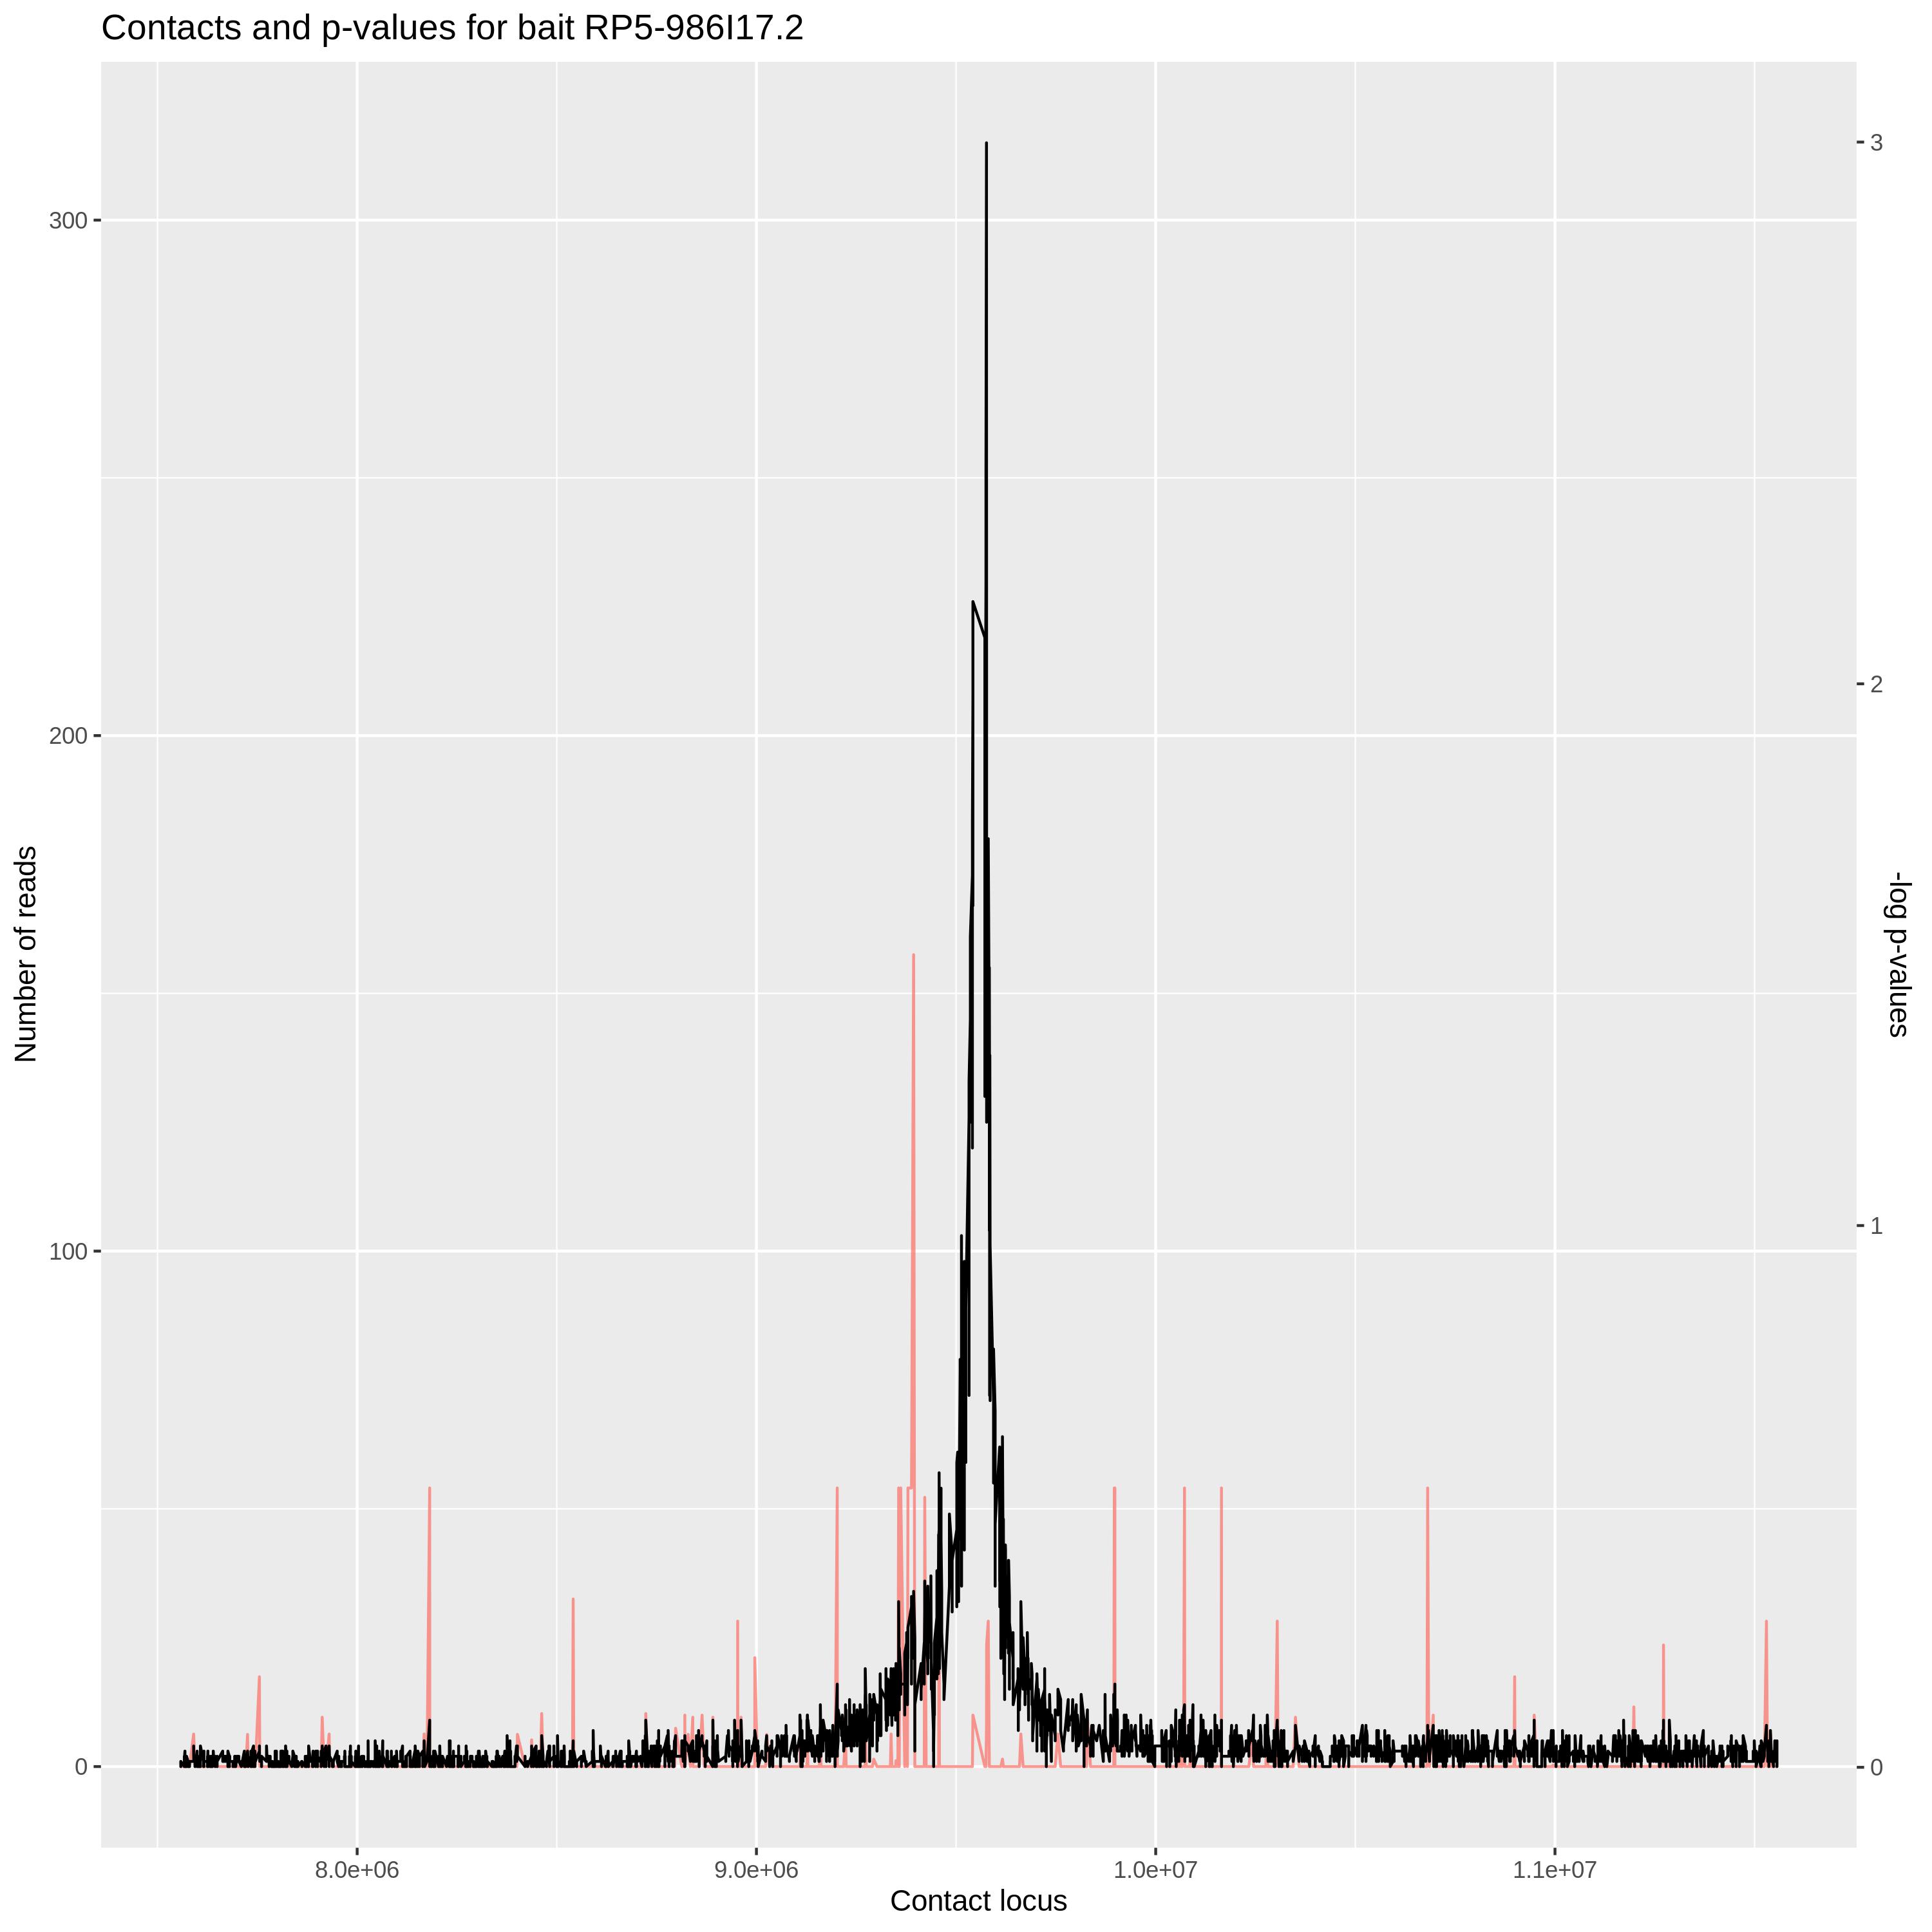 Contacts and p-values for bait RP5-986I17.2
300
200
100
0
Number of reads
3
2
1
0
-log p-values
8.0e+06
9.0e+06
1.0e+07
1.1e+07
Contact locus